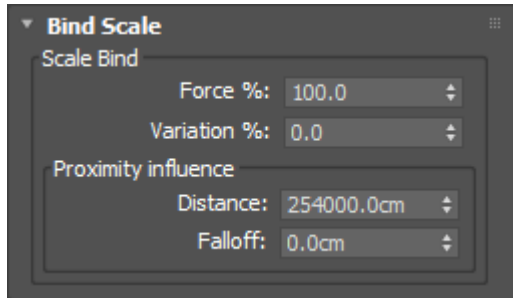 Bind Scale
Scale Bind
Force %: 100.0
Variation %: 0.0
Proximity influence
Distance: 254000.0cm
Falloff: 0.0cm